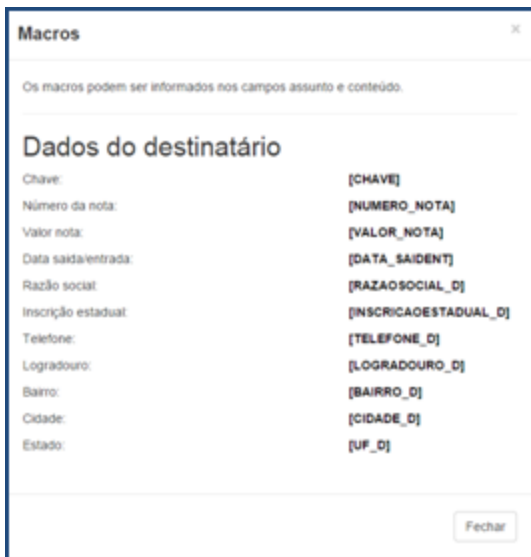 Macros ×
Os macros podem ser informados nos campos assunto e conteúdo.
Dados do destinatário
Chave: [CHAVE]
Número da nota: [NUMERO_NOTA]
Valor nota: [VALOR_NOTA]
Data saida/entrada: [DATA_SAIDENT]
Razão social: [RAZAOSOCIAL_D]
Inscrição estadual: [INSCRICAOESTADUAL_D]
Telefone: [TELEFONE_D]
Logradouro: [LOGRADOURO_D]
Bairro: [BAIRRO_D]
Cidade: [CIDADE_D]
Estado: [UF_D]
Fechar